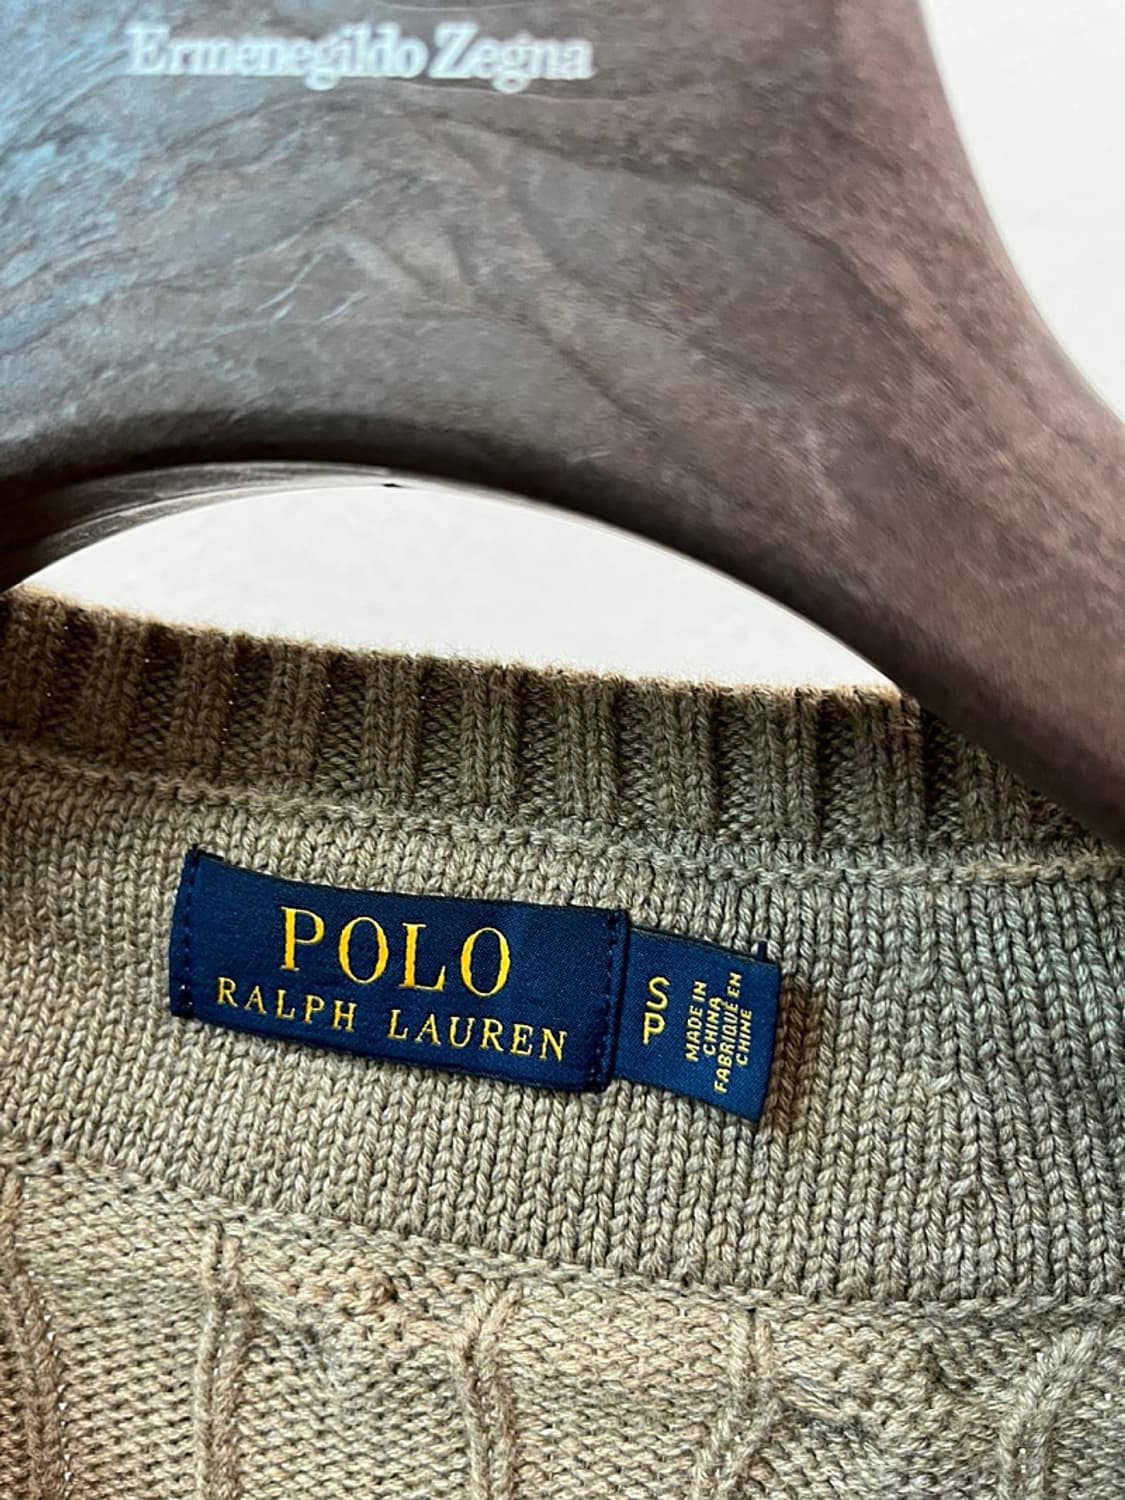 Ermenegildo Zegna
POLO
RALPH LAUREN
S
P
MADE IN
CHINA
FABRIQUÉ EN
CHINE